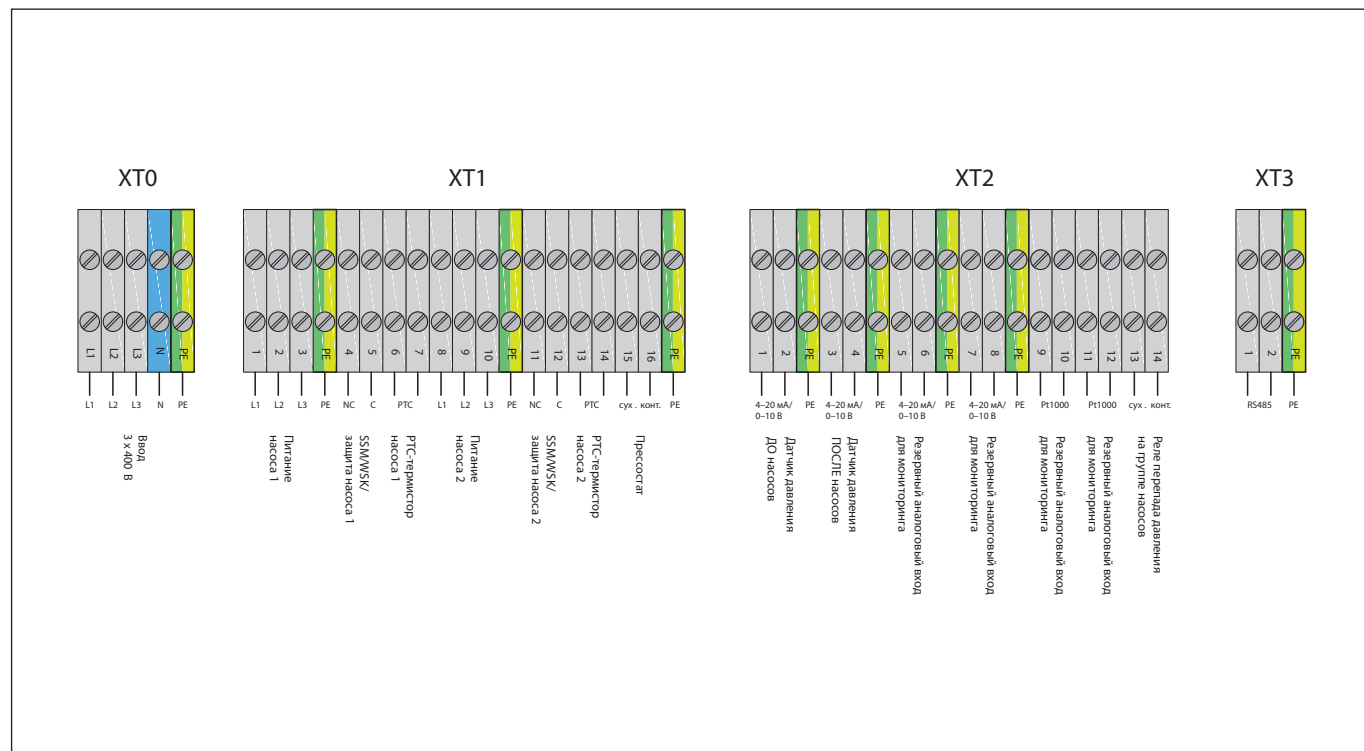 XT0 XT1 XT2 XT3
L1 L2 L3 N PE
1 2 3 PE 4 5 6 7 8 9 10 PE 11 12 13 14 15 16 PE
1 2 PE 3 4 PE 5 6 PE 7 8 PE 9 10 11 12 13 14
1 2 PE
L1 L2 L3 N PE
L1 L2 L3 PE NC C PTC L1 L2 L3 PE NC C PTC сух. конт. PE
4–20 мА/ PE 4–20 мА/ PE 4–20 мА/ PE 4–20 мА/ PE Pt1000 Pt1000 сух. конт.
0–10 В 0–10 В 0–10 В 0–10 В
RS485 PE
Ввод
3 x 400 В
Питание
насоса 1
SSM/WSK/
защита насоса 1
PTC-термистор
насоса 1
Питание
насоса 2
SSM/WSK/
защита насоса 2
PTC-термистор
насоса 2
Прессостат
Датчик давления
ДО насосов
Датчик давления
ПОСЛЕ насосов
Резервный аналоговый вход
для мониторинга
Резервный аналоговый вход
для мониторинга
Резервный аналоговый вход
для мониторинга
Резервный аналоговый вход
для мониторинга
Реле перепада давления
на группе насосов